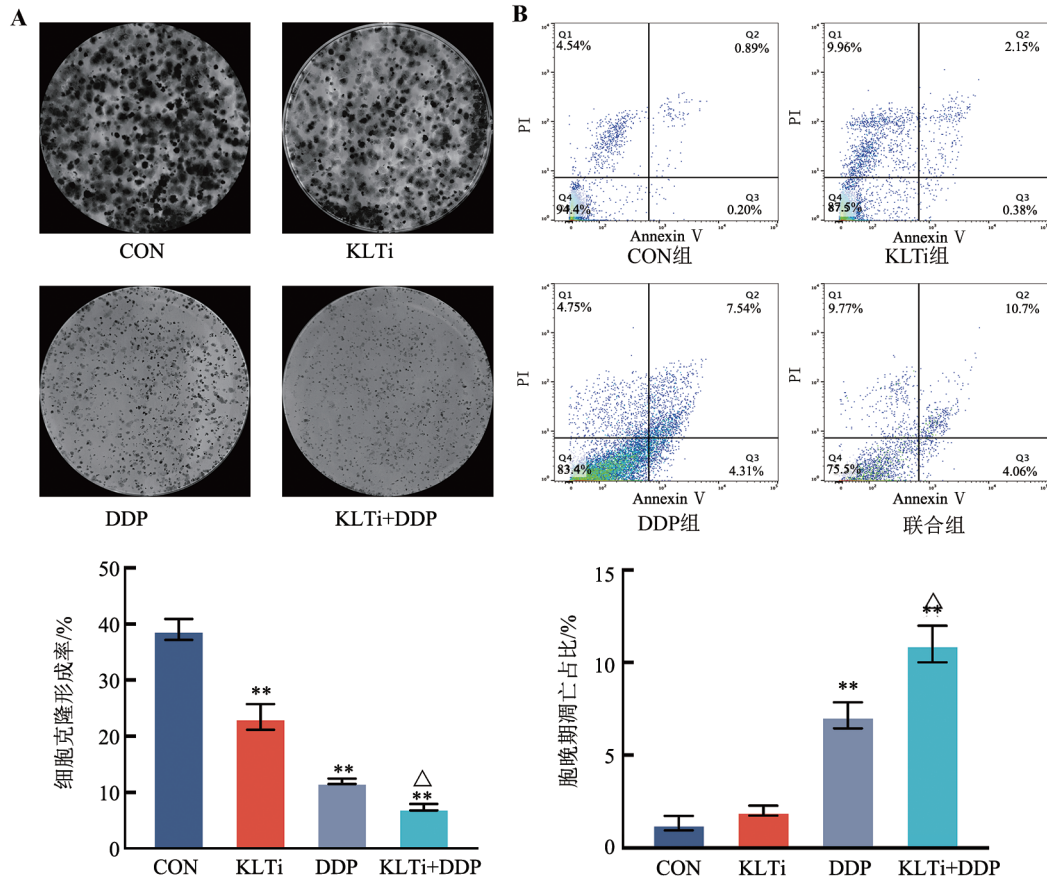 A
CON
KLTi
DDP
KLTi+DDP
细胞克隆形成率/%
50
40
30
20
10
0
**
**
△
**
CON
KLTi
DDP
KLTi+DDP
B
Q1
4.54%
Q2
0.89%
Q4
94.4%
Q3
0.20%
PI
Annexin V
CON组
Q1
9.96%
Q2
2.15%
Q4
87.5%
Q3
0.38%
PI
Annexin V
KLTi组
Q1
4.75%
Q2
7.54%
Q4
83.4%
Q3
4.31%
PI
Annexin V
DDP组
Q1
9.77%
Q2
10.7%
Q4
75.5%
Q3
4.06%
PI
Annexin V
联合组
胞晚期凋亡占比/%
15
10
5
0
**
△
**
CON
KLTi
DDP
KLTi+DDP